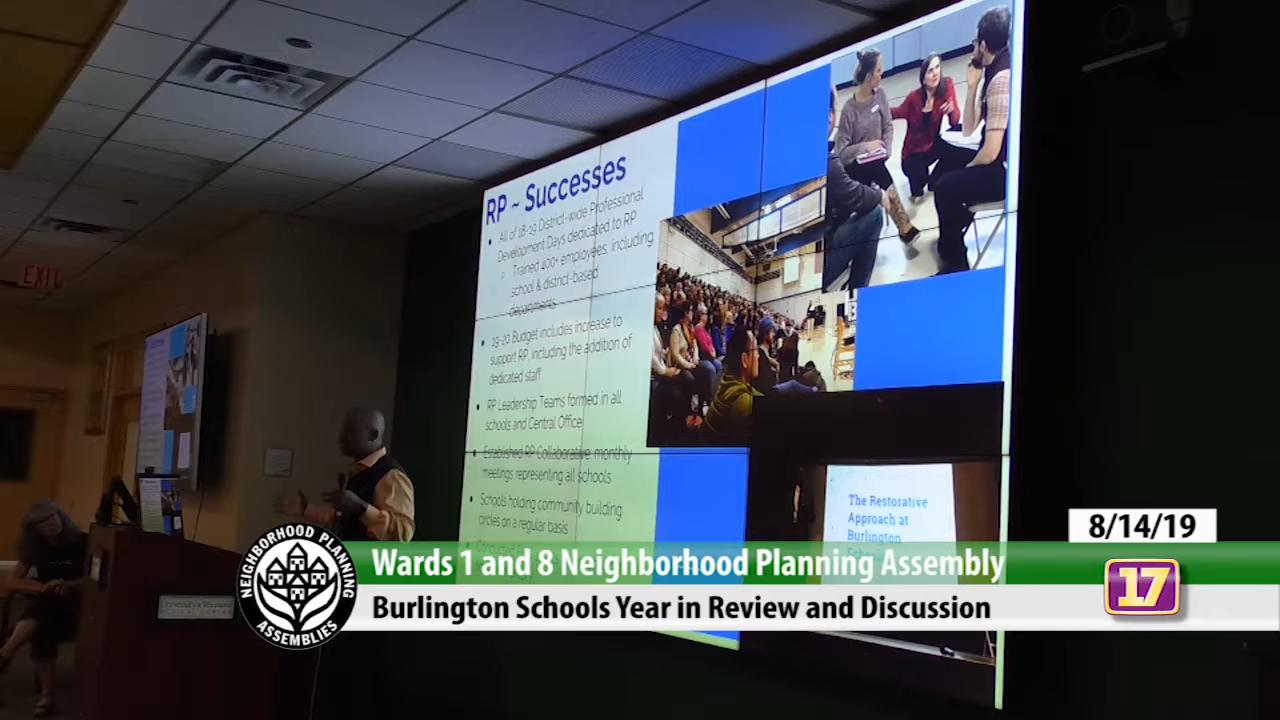 EXIT
RP ~ Successes
All of 18-19 District-wide Professional
Development Days dedicated to RP
Trained 400+ employees, including
school & district-based
departments
19-20 Budget includes increase to
support RP, including the addition of
dedicated staff
RP Leadership Teams formed in all
schools and Central Office
Established RP Collaborative: monthly
meetings representing all schools
Schools holding community building
circles on a regular basis
The Restorative
Approach at
Burlington
University of Vermont
NEIGHBORHOOD PLANNING
ASSEMBLIES
8/14/19
Wards 1 and 8 Neighborhood Planning Assembly
17
Burlington Schools Year in Review and Discussion